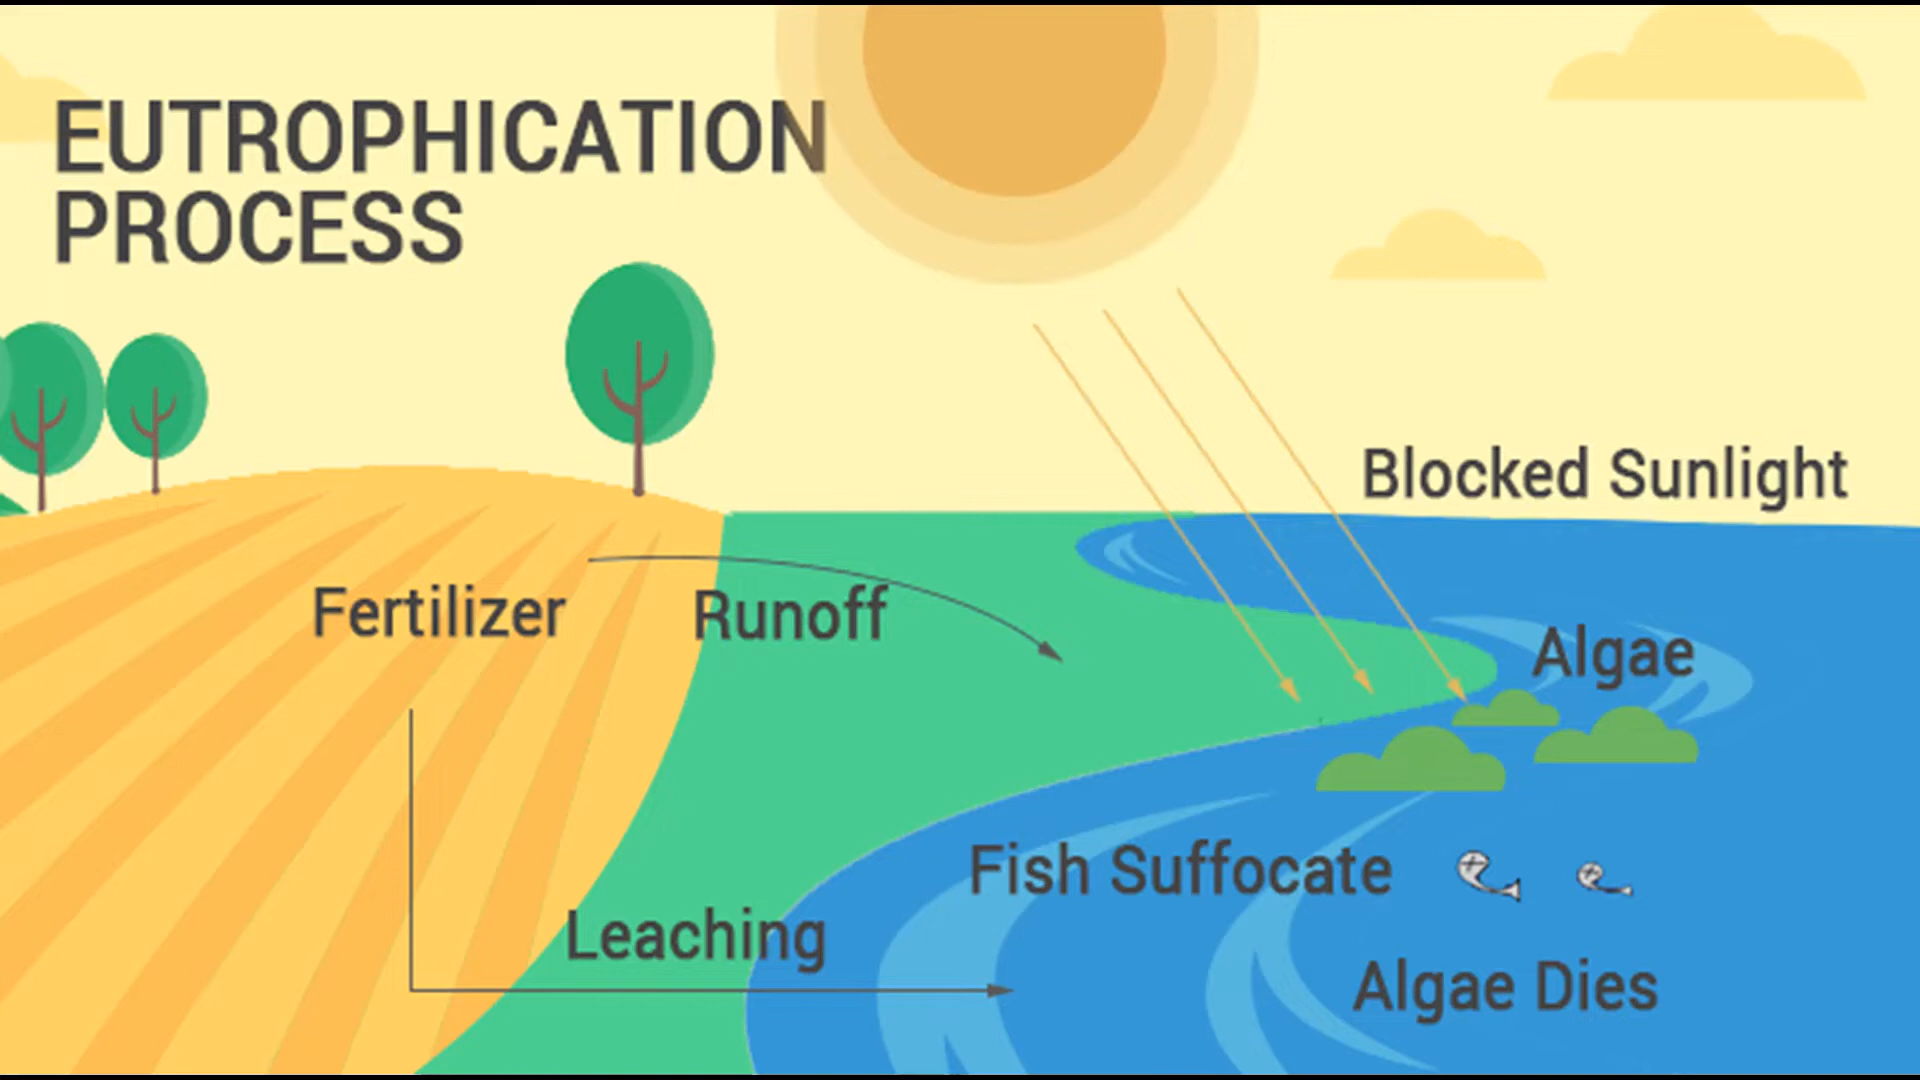 EUTROPHICATION
PROCESS
Blocked Sunlight
Fertilizer
Runoff
Algae
Fish Suffocate
Leaching
Algae Dies